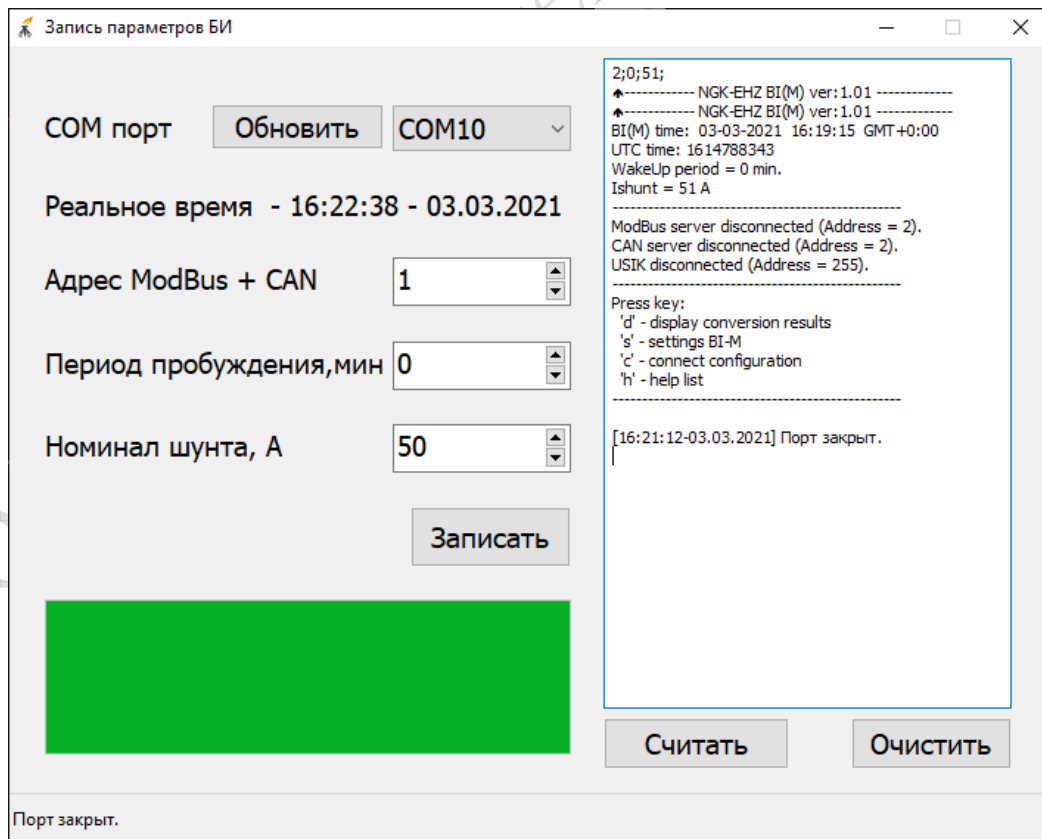 Запись параметров БИ
COM порт
Обновить
COM10
Реальное время - 16:22:38 - 03.03.2021
Адрес ModBus + CAN
1
Период пробуждения,мин
0
Номинал шунта, А
50
Записать
2;0;51;
------------ NGK-EHZ BI(M) ver:1.01 -------------
------------ NGK-EHZ BI(M) ver:1.01 -------------
BI(M) time: 03-03-2021 16:19:15 GMT+0:00
UTC time: 1614788343
WakeUp period = 0 min.
Ishunt = 51 A
-------------------------------------------------
ModBus server disconnected (Address = 2).
CAN server disconnected (Address = 2).
USIK disconnected (Address = 255).
-------------------------------------------------
Press key:
'd' - display conversion results
's' - settings BI-M
'c' - connect configuration
'h' - help list
-------------------------------------------------
[16:21:12-03.03.2021] Порт закрыт.
Считать
Очистить
Порт закрыт.